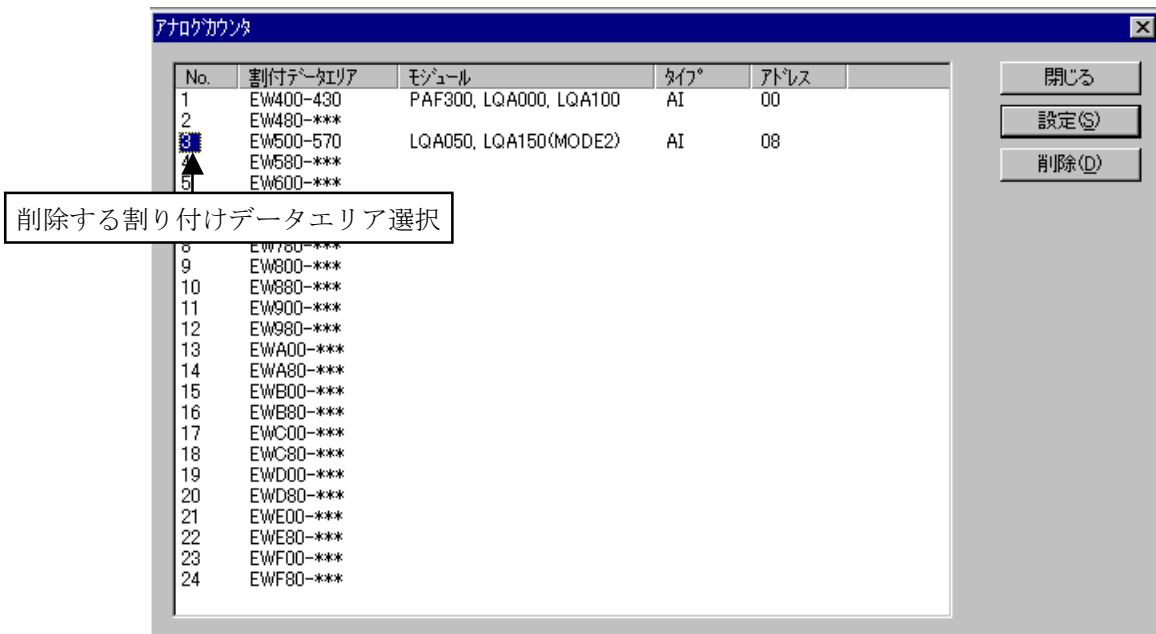 アナログカウンタ
No. 割付データエリア モジュール タイプ アドレス
閉じる
設定(S)
削除(D)
1 EW400-430 PAF300, LQA000, LQA100 AI 00
2 EW480-***
3 EW500-570 LQA050, LQA150(MODE2) AI 08
4 EW580-***
5 EW600-***
削除する割り付けデータエリア選択
8 EW780-***
9 EW800-***
10 EW880-***
11 EW900-***
12 EW980-***
13 EWA00-***
14 EWA80-***
15 EWB00-***
16 EWB80-***
17 EWC00-***
18 EWC80-***
19 EWD00-***
20 EWD80-***
21 EWE00-***
22 EWE80-***
23 EWF00-***
24 EWF80-***